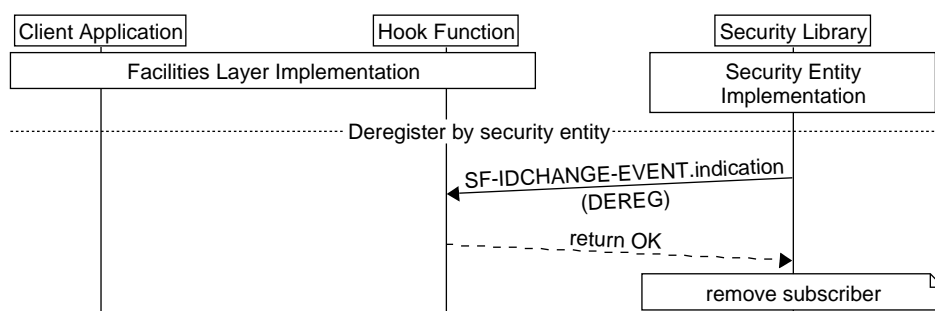 Client Application
Hook Function
Security Library
Facilities Layer Implementation
Security Entity
Implementation
Deregister by security entity
SF-IDCHANGE-EVENT.indication
(DEREG)
return OK
remove subscriber